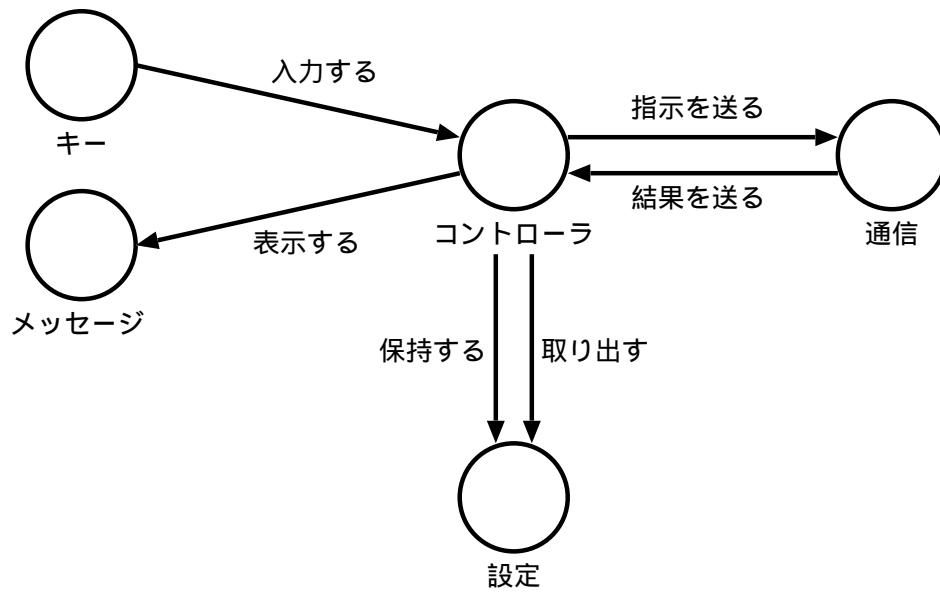 入力する
指示を送る
キー
結果を送る
コントローラ
通信
表示する
メッセージ
保持する
取り出す
設定